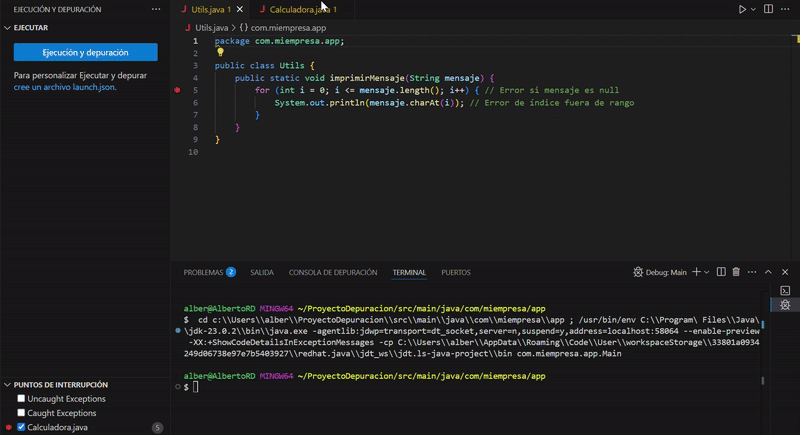 EJECUCIÓN Y DEPURACIÓN ···
EJECUTAR
Ejecución y depuración
Para personalizar Ejecutar y depurar
cree un archivo launch.json.
PUNTOS DE INTERRUPCIÓN
Uncaught Exceptions
Caught Exceptions
Calculadora.java 5
J Utils.java 1 × J Calculadora.java 1
J Utils.java > {} com.miempresa.app
1 package com.miempresa.app;
2
3 public class Utils {
4 public static void imprimirMensaje(String mensaje) {
5 for (int i = 0; i <= mensaje.length(); i++) { // Error si mensaje es null
6 System.out.println(mensaje.charAt(i)); // Error de índice fuera de rango
7 }
8 }
9 }
10
PROBLEMAS 2 SALIDA CONSOLA DE DEPURACIÓN TERMINAL PUERTOS Debug: Main
alber@AlbertoRD MINGW64 ~/ProyectoDepuracion/src/main/java/com/miempresa/app
$ cd c:\\Users\\alber\\ProyectoDepuracion\\src\\main\\java\\com\\miempresa\\app ; /usr/bin/env C:\\Program\ Files\\Java\
\jdk-23.0.2\\bin\\java.exe -agentlib:jdwp=transport=dt_socket,server=n,suspend=y,address=localhost:58064 --enable-preview
-XX:+ShowCodeDetailsInExceptionMessages -cp C:\\Users\\alber\\AppData\\Roaming\\Code\\User\\workspaceStorage\\33801a0934
249d06738e97e7b5403927\\redhat.java\\jdt_ws\\jdt.ls-java-project\\bin com.miempresa.app.Main
alber@AlbertoRD MINGW64 ~/ProyectoDepuracion/src/main/java/com/miempresa/app
$